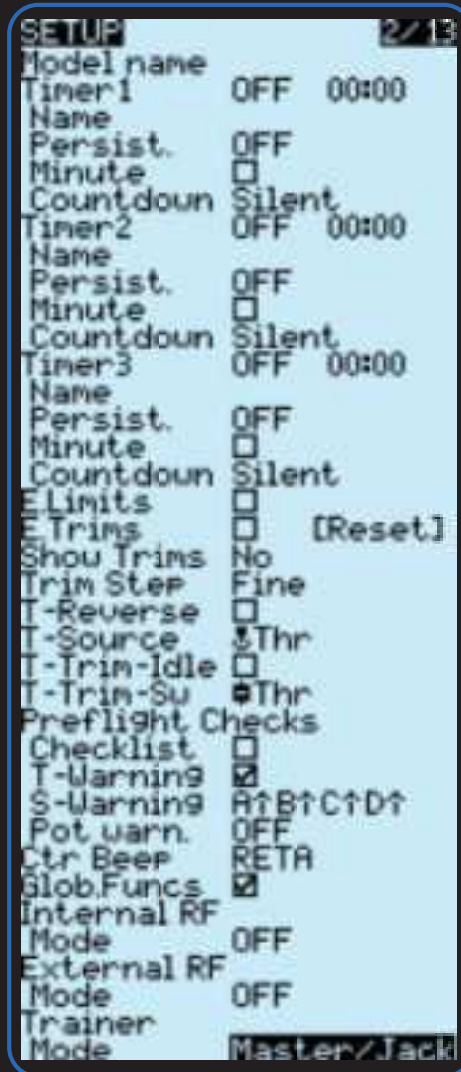 SETUP 2/13
Model name
Timer1 OFF 00:00
Name
Persist. OFF
Minute
Countdown Silent
Timer2 OFF 00:00
Name
Persist. OFF
Minute
Countdown Silent
Timer3 OFF 00:00
Name
Persist. OFF
Minute
Countdown Silent
E.Limits
E.Trims [Reset]
Show Trims No
Trim Step Fine
T-Reverse
T-Source Thr
T-Trim-Idle
T-Trim-Sw Thr
Preflight Checks
Checklist
T-Warning
S-Warning A↑B↑C↑D↑
Pot warn. OFF
Ctr Beep RETA
Glob.Funcs
Internal RF
Mode OFF
External RF
Mode OFF
Trainer
Mode Master/Jack